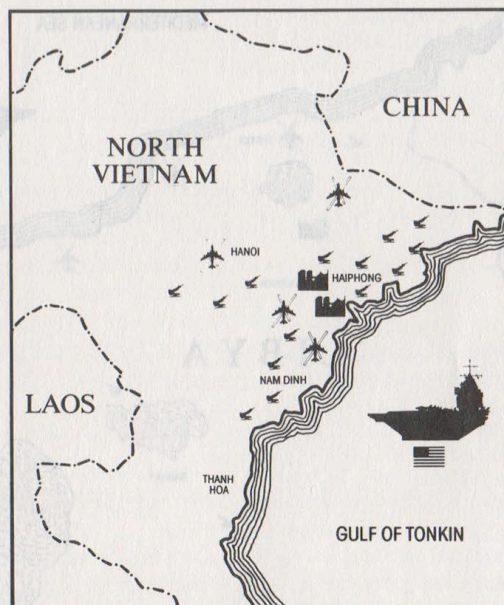 CHINA
NORTH
VIETNAM
HANOI
HAIPHONG
NAM DINH
LAOS
THANH
HOA
GULF OF TONKIN